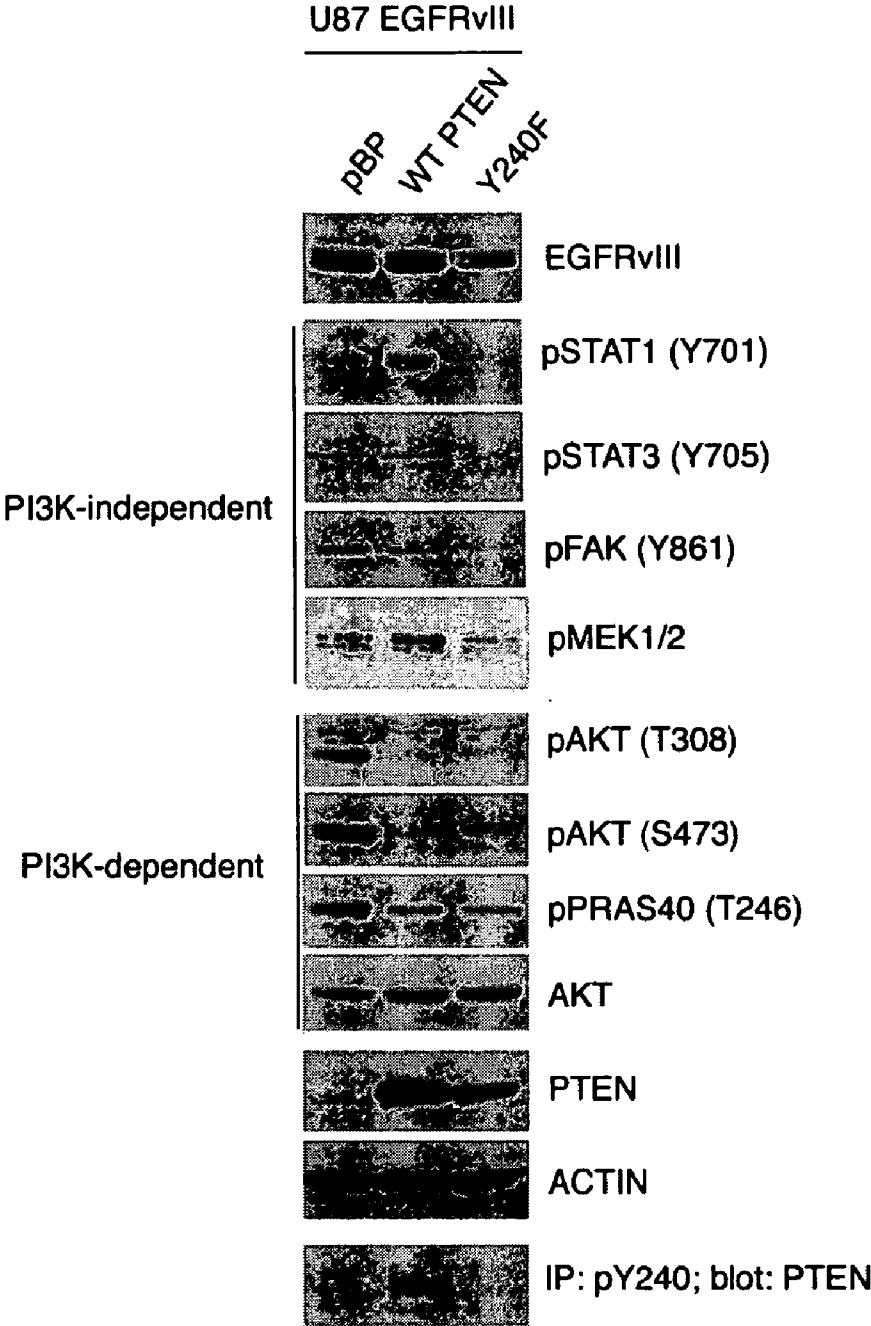 U87 EGFRvIII
pBP
WT PTEN
Y240F
EGFRvIII
PI3K-independent
pSTAT1 (Y701)
pSTAT3 (Y705)
pFAK (Y861)
pMEK1/2
PI3K-dependent
pAKT (T308)
pAKT (S473)
pPRAS40 (T246)
AKT
PTEN
ACTIN
IP: pY240; blot: PTEN